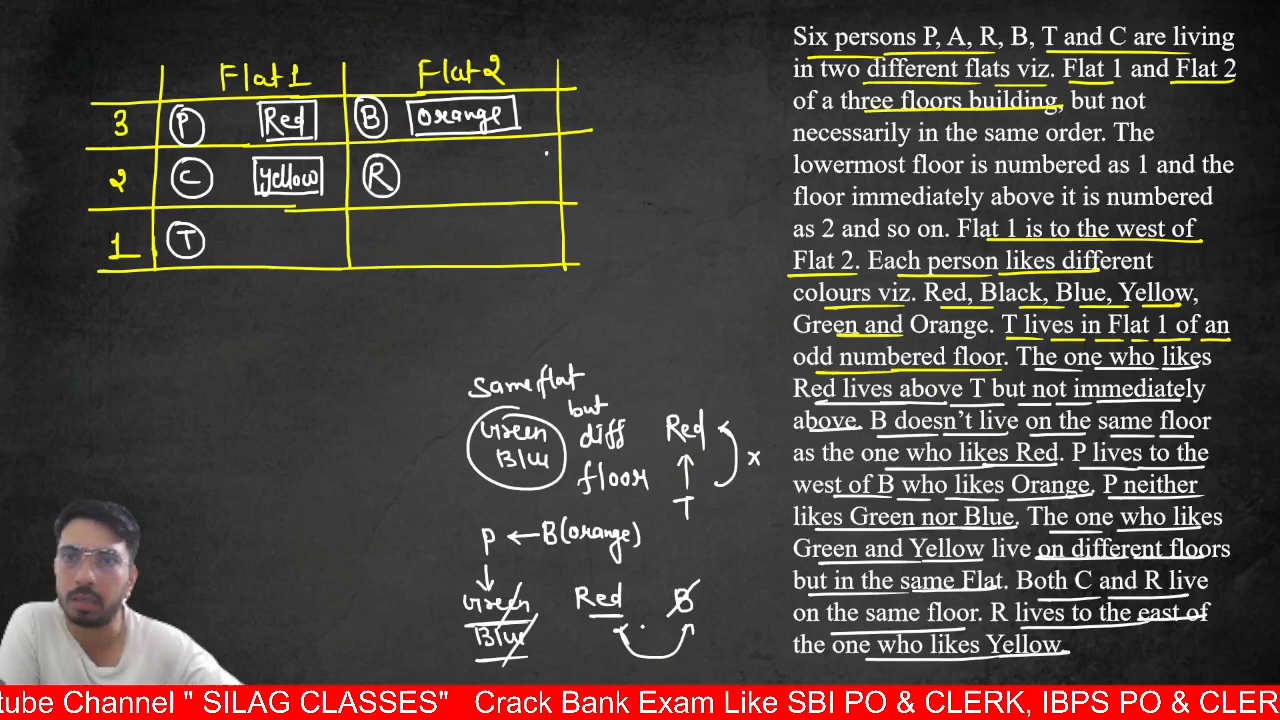 Flat 1 Flat 2
3 P Red B Orange
2 C Yellow R
1 T
Same flat
but
Green diff Red
Blue floor x
T
P ← B(orange)
Green Red B
Blue
Six persons P, A, R, B, T and C are living
in two different flats viz. Flat 1 and Flat 2
of a three floors building, but not
necessarily in the same order. The
lowermost floor is numbered as 1 and the
floor immediately above it is numbered
as 2 and so on. Flat 1 is to the west of
Flat 2. Each person likes different
colours viz. Red, Black, Blue, Yellow,
Green and Orange. T lives in Flat 1 of an
odd numbered floor. The one who likes
Red lives above T but not immediately
above. B doesn't live on the same floor
as the one who likes Red. P lives to the
west of B who likes Orange. P neither
likes Green nor Blue. The one who likes
Green and Yellow live on different floors
but in the same Flat. Both C and R live
on the same floor. R lives to the east of
the one who likes Yellow.
tube Channel " SILAG CLASSES" Crack Bank Exam Like SBI PO & CLERK, IBPS PO & CLER